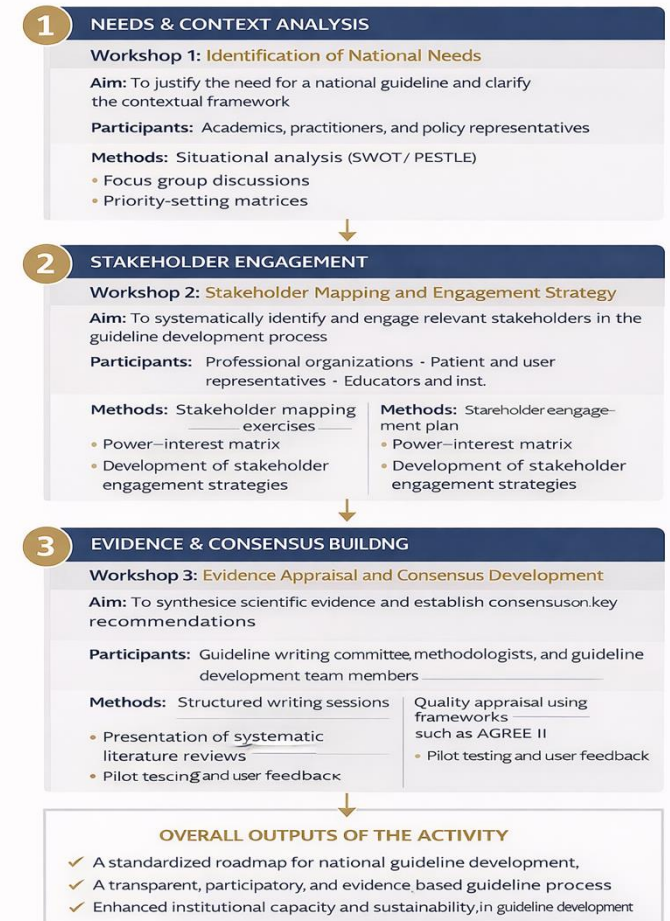 1 NEEDS & CONTEXT ANALYSIS
Workshop 1: Identification of National Needs
Aim: To justify the need for a national guideline and clarify
the contextual framework
Participants: Academics, practitioners, and policy representatives
Methods: Situational analysis (SWOT/ PESTLE)
• Focus group discussions
• Priority-setting matrices
2 STAKEHOLDER ENGAGEMENT
Workshop 2: Stakeholder Mapping and Engagement Strategy
Aim: To systematically identify and engage relevant stakeholders in the
guideline development process
Participants: Professional organizations - Patient and user
representatives - Educators and inst.
Methods: Stakeholder mapping
exercises
• Power–interest matrix
• Development of stakeholder
engagement strategies
Methods: Stareholder eangage-
ment plan
• Power–interest matrix
• Development of stakeholder
engagement strategies
3 EVIDENCE & CONSENSUS BUILDNG
Workshop 3: Evidence Appraisal and Consensus Development
Aim: To synthesice scientific evidence and establish consensuson.key
recommendations
Participants: Guideline writing committee, methodologists, and guideline
development team members
Methods: Structured writing sessions
• Presentation of systematic
literature reviews
• Pilot tescing and user feedback
Quality appraisal using
frameworks
such as AGREE II
• Pilot testing and user feedback
OVERALL OUTPUTS OF THE ACTIVITY
✓ A standardized roadmap for national guideline development,
✓ A transparent, participatory, and evidence based guideline process
✓ Enhanced institutional capacity and sustainability, in guideline development